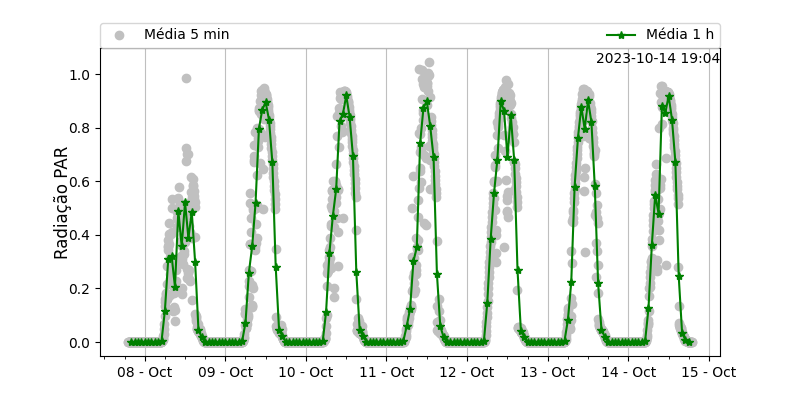 Média 5 min
Média 1 h
2023-10-14 19:04
Radiação PAR
1.0
0.8
0.6
0.4
0.2
0.0
08 - Oct
09 - Oct
10 - Oct
11 - Oct
12 - Oct
13 - Oct
14 - Oct
15 - Oct